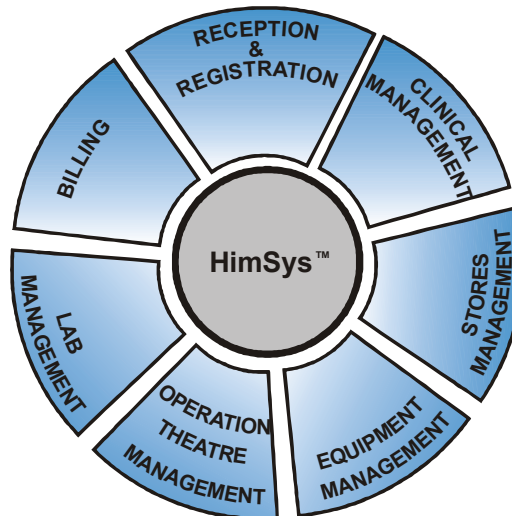 RECEPTION
&
REGISTRATION
CLINICAL
MANAGEMENT
STORES
MANAGEMENT
EQUIPMENT
MANAGEMENT
OPERATION
THEATRE
MANAGEMENT
LAB
MANAGEMENT
BILLING
HimSys™